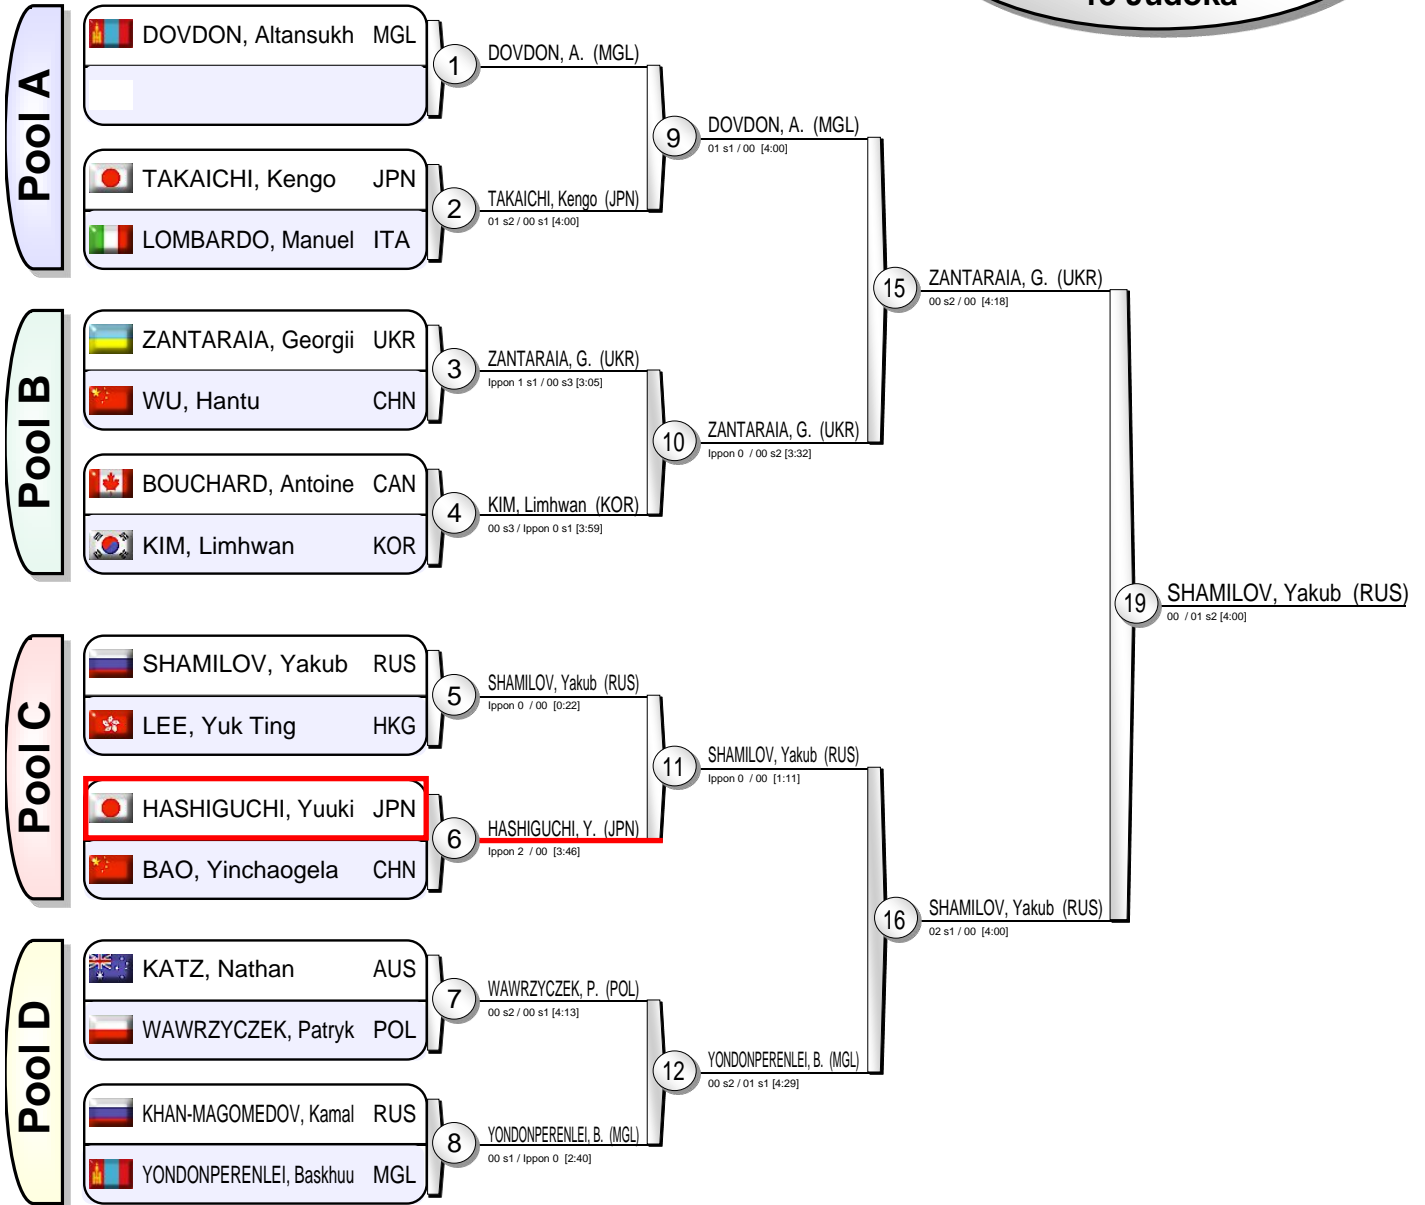 15 Judoka
Pool A
DOVDON, Altansukh MGL
1
DOVDON, A. (MGL)
TAKAICHI, Kengo JPN
LOMBARDO, Manuel ITA
2
TAKAICHI, Kengo (JPN)
01 s2 / 00 s1 [4:00]
9
DOVDON, A. (MGL)
01 s1 / 00 [4:00]
Pool B
ZANTARAIA, Georgii UKR
WU, Hantu CHN
3
ZANTARAIA, G. (UKR)
Ippon 1 s1 / 00 s3 [3:05]
BOUCHARD, Antoine CAN
KIM, Limhwan KOR
4
KIM, Limhwan (KOR)
00 s3 / Ippon 0 s1 [3:59]
10
ZANTARAIA, G. (UKR)
Ippon 0 / 00 s2 [3:32]
15
ZANTARAIA, G. (UKR)
00 s2 / 00 [4:18]
Pool C
SHAMILOV, Yakub RUS
LEE, Yuk Ting HKG
5
SHAMILOV, Yakub (RUS)
Ippon 0 / 00 [0:22]
HASHIGUCHI, Yuuki JPN
BAO, Yinchaogela CHN
6
HASHIGUCHI, Y. (JPN)
Ippon 2 / 00 [3:46]
11
SHAMILOV, Yakub (RUS)
Ippon 0 / 00 [1:11]
Pool D
KATZ, Nathan AUS
WAWRZYCZEK, Patryk POL
7
WAWRZYCZEK, P. (POL)
00 s2 / 00 s1 [4:13]
KHAN-MAGOMEDOV, Kamal RUS
YONDONPERENLEI, Baskhuu MGL
8
YONDONPERENLEI, B. (MGL)
00 s1 / Ippon 0 [2:40]
12
YONDONPERENLEI, B. (MGL)
00 s2 / 01 s1 [4:29]
16
SHAMILOV, Yakub (RUS)
02 s1 / 00 [4:00]
19
SHAMILOV, Yakub (RUS)
00 / 01 s2 [4:00]